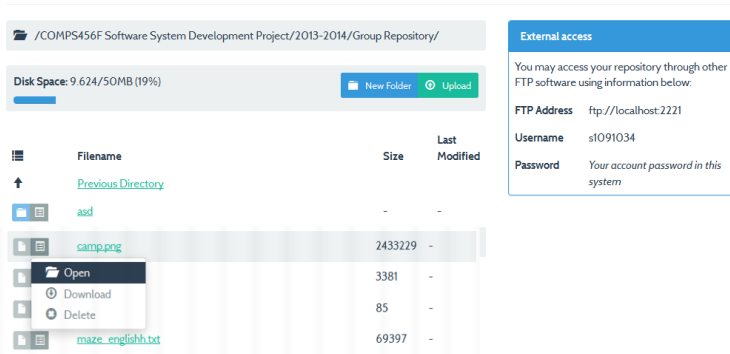 /COMPS456F Software System Development Project/2013-2014/Group Repository/
Disk Space: 9.624/50MB (19%)
New Folder
Upload
Filename Size Last Modified
Previous Directory
asd - -
camp.png 2433229 -
Open
3381 -
Download
85 -
Delete
maze_englishh.txt 69397 -
External access
You may access your repository through other
FTP software using information below:
FTP Address ftp://localhost:2221
Username s1091034
Password Your account password in this
system